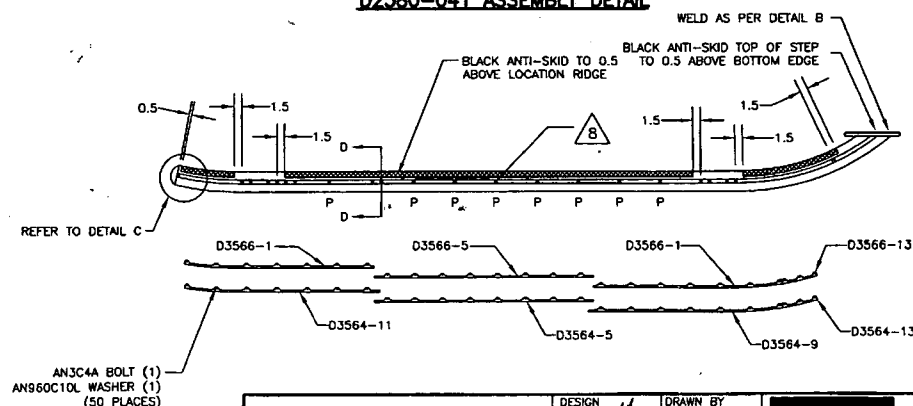 D2580-041 ASSEMBLY DETAIL
WELD AS PER DETAIL B
BLACK ANTI-SKID TO 0.5
ABOVE LOCATION RIDGE
BLACK ANTI-SKID TOP OF STEP
TO 0.5 ABOVE BOTTOM EDGE
0.5
1.5
1.5
1.5
1.5
1.5
8
D
D
P P P P P P P P
REFER TO DETAIL C
D3566-1
D3566-5
D3566-1
D3566-13
D3564-11
D3564-5
D3564-9
D3564-13
AN3C4A BOLT (1)
AN960C10L WASHER (1)
(50 PLACES)
DESIGN
DRAWN BY